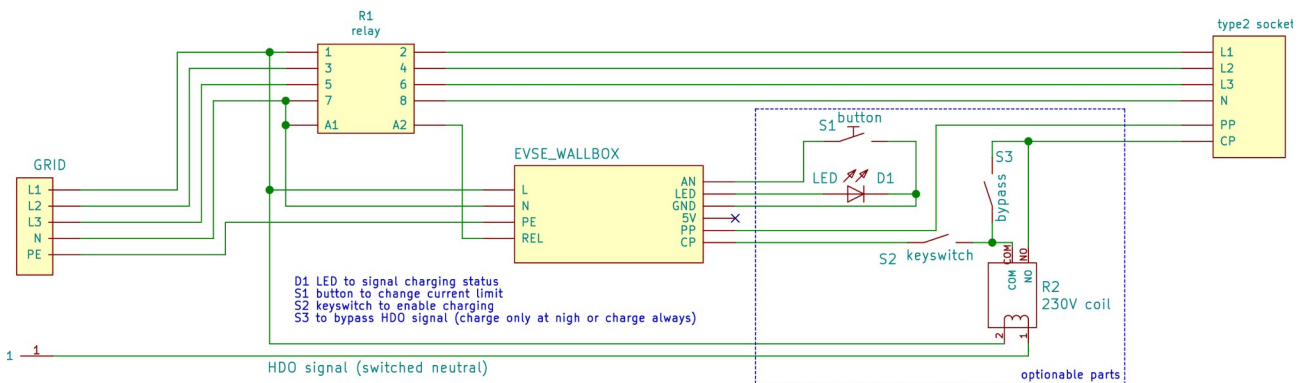 R1
relay
type2 socket
1 2
3 4
5 6
7 8
A1 A2
L1
L2
L3
N
PP
CP
GRID
L1
L2
L3
N
PE
EVSE_WALLBOX
L
N
PE
REL
AN
LED
GND
5V
PP
CP
S1 button
LED D1
S3
bypass
S2 keyswitch
COM NO
COM NO
R2
230V coil
2 1
D1 LED to signal charging status
S1 button to change current limit
S2 keyswitch to enable charging
S3 to bypass HDO signal (charge only at nigh or charge always)
1 1
HDO signal (switched neutral)
optionable parts